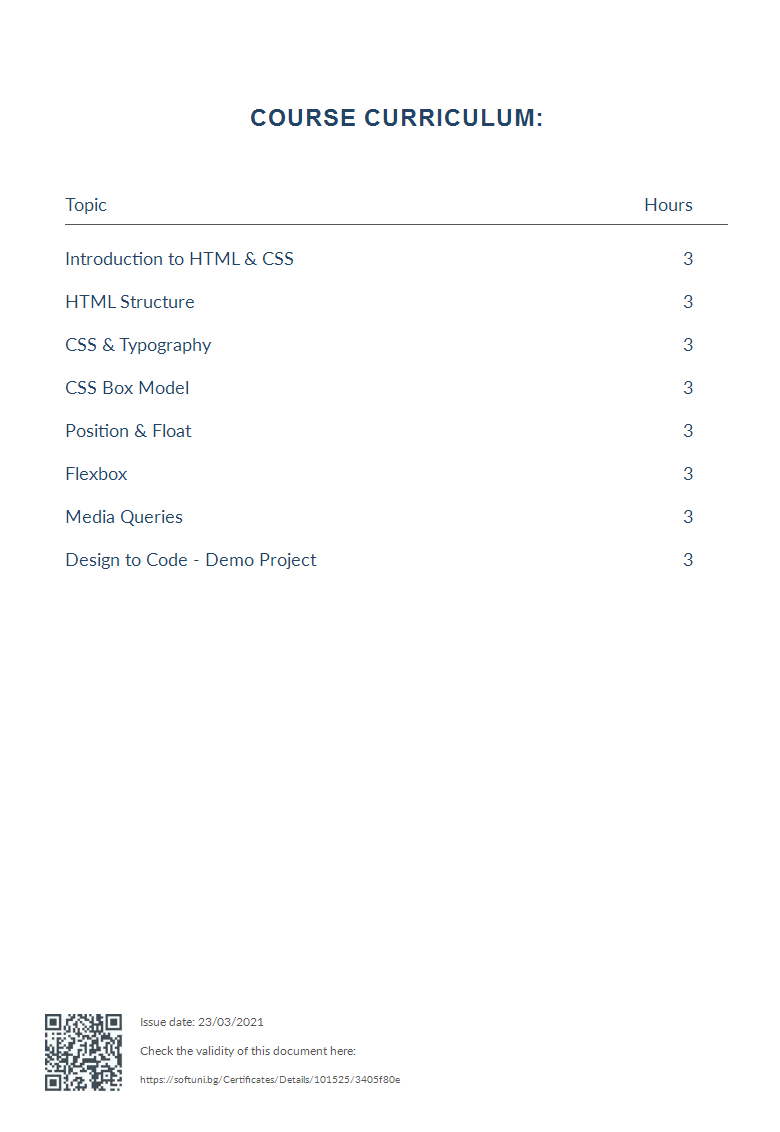 COURSE CURRICULUM:
Topic Hours
Introduction to HTML & CSS 3
HTML Structure 3
CSS & Typography 3
CSS Box Model 3
Position & Float 3
Flexbox 3
Media Queries 3
Design to Code - Demo Project 3
Issue date: 23/03/2021
Check the validity of this document here:
https://softuni.bg/Certificates/Details/101525/3405f80e